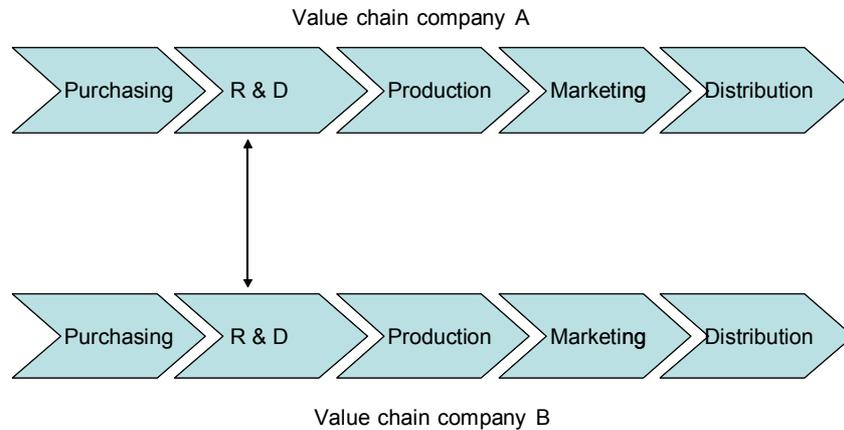 Value chain company A
Purchasing R & D Production Marketing Distribution
Purchasing R & D Production Marketing Distribution
Value chain company B